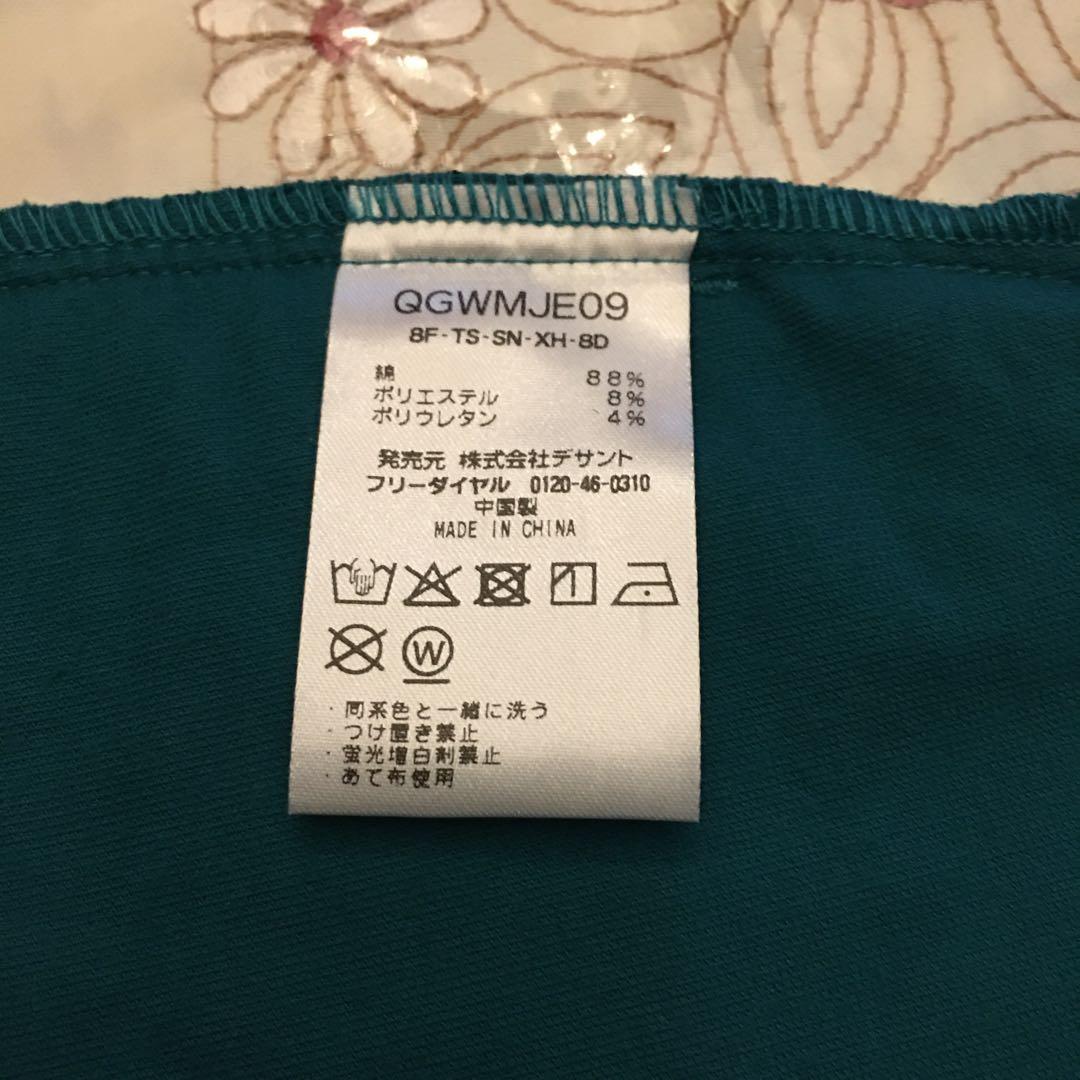 QGWMJE09
8F-TS-SN-XH-8D
綿 88%
ポリエステル 8%
ポリウレタン 4%
発売元 株式会社デサント
フリーダイヤル 0120-46-0310
中国製
MADE IN CHINA
W
・同系色と一緒に洗う
・つけ置き禁止
・蛍光増白剤禁止
・あて布使用